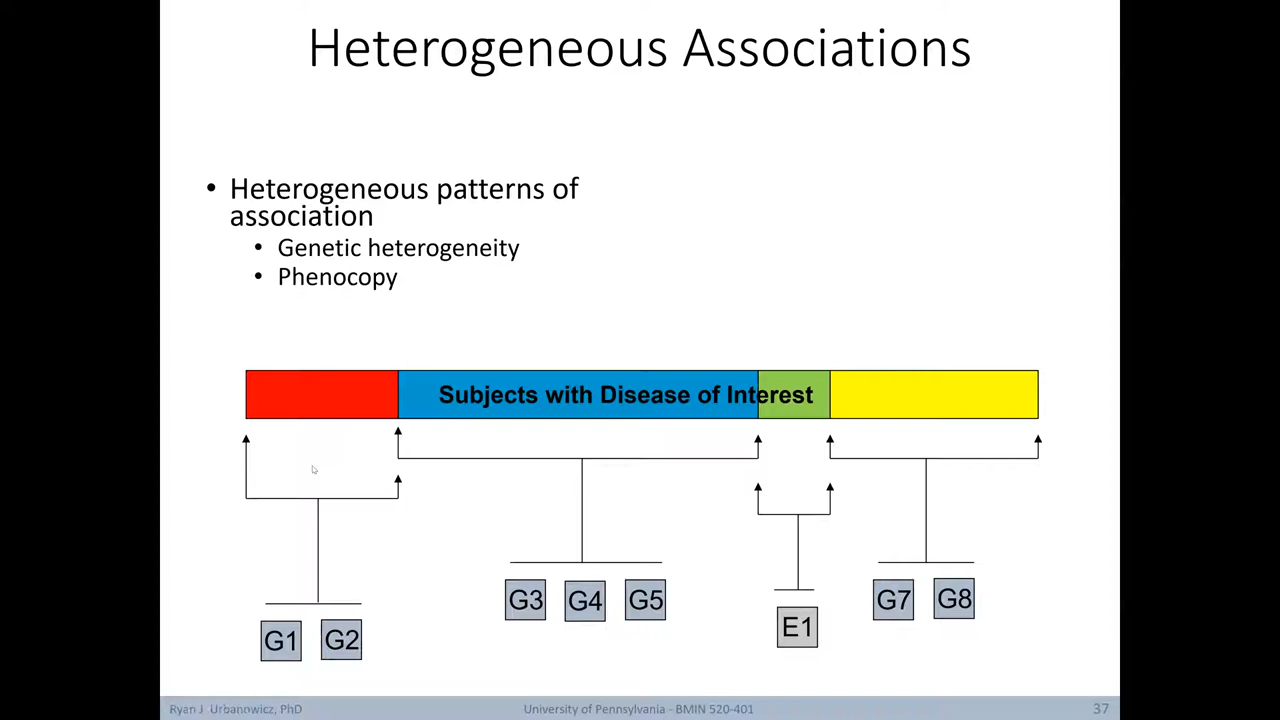 Heterogeneous Associations
• Heterogeneous patterns of
association
• Genetic heterogeneity
• Phenocopy
Subjects with Disease of Interest
G3 G4 G5
G7 G8
E1
G1 G2
Ryan J. Urbanowicz, PhD
University of Pennsylvania - BMIN 520-401
37